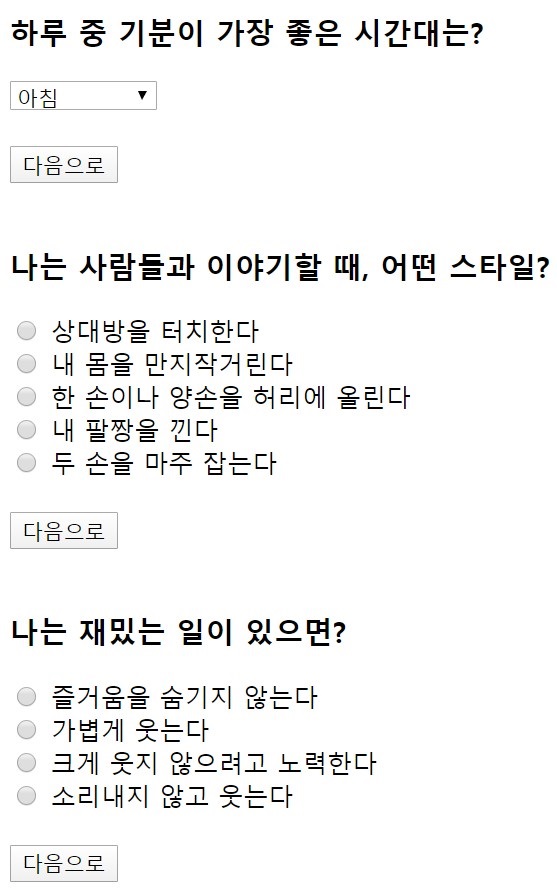 하루 중 기분이 가장 좋은 시간대는?
아침
다음으로
나는 사람들과 이야기할 때, 어떤 스타일?
상대방을 터치한다
내 몸을 만지작거린다
한 손이나 양손을 허리에 올린다
내 팔짱을 낀다
두 손을 마주 잡는다
다음으로
나는 재밌는 일이 있으면?
즐거움을 숨기지 않는다
가볍게 웃는다
크게 웃지 않으려고 노력한다
소리내지 않고 웃는다
다음으로